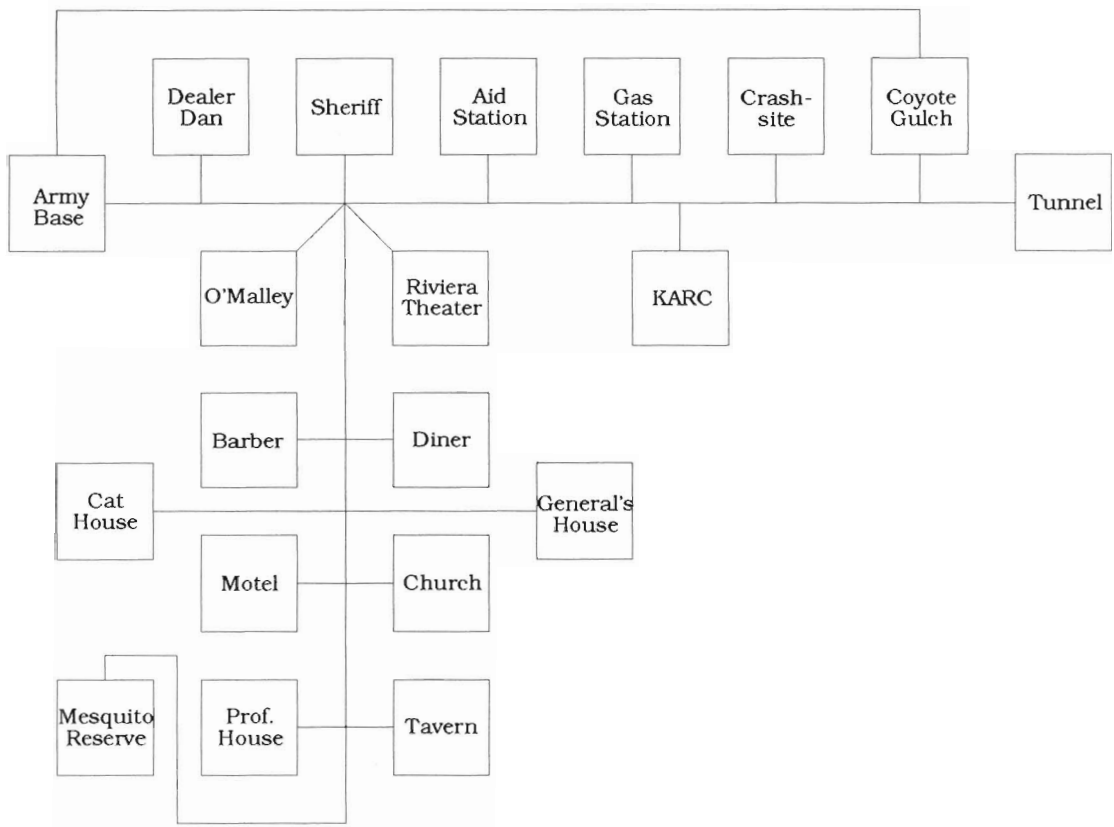 Dealer
Dan
Sheriff
Aid
Station
Gas
Station
Crash-
site
Coyote
Gulch
Army
Base
Tunnel
O'Malley
Riviera
Theater
KARC
Barber
Diner
Cat
House
General's
House
Motel
Church
Mesquito
Reserve
Prof.
House
Tavern